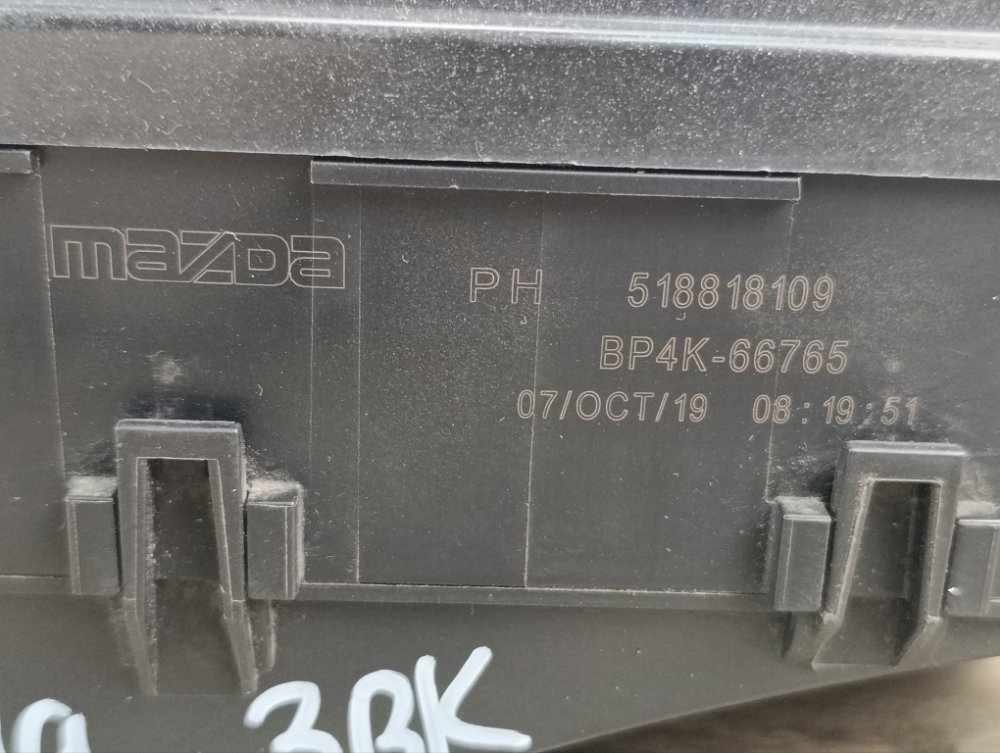 mazda
PH 518818109
BP4K-66765
07/OCT/19 08:19:51
3BK